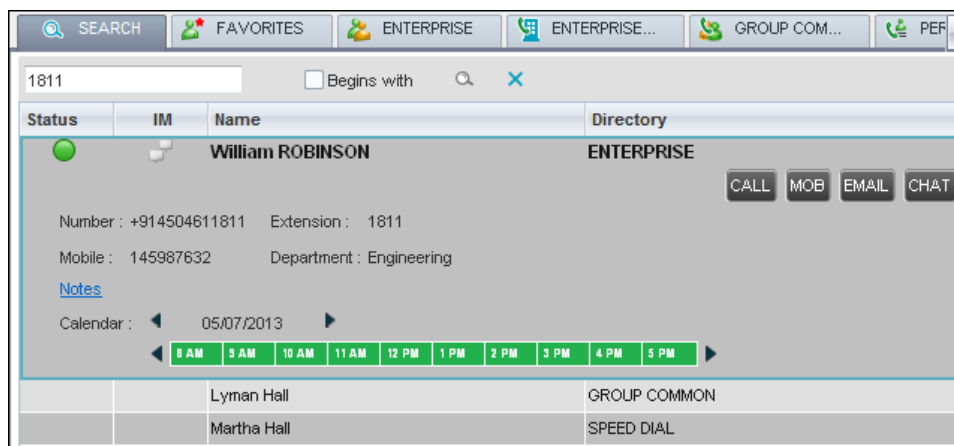 SEARCH FAVORITES ENTERPRISE ENTERPRISE... GROUP COM... PER
1811 Begins with
Status IM Name Directory
William ROBINSON ENTERPRISE
CALL MOB EMAIL CHAT
Number : +914504611811 Extension : 1811
Mobile : 145987632 Department : Engineering
Notes
Calendar : 05/07/2013
8 AM 9 AM 10 AM 11 AM 12 PM 1 PM 2 PM 3 PM 4 PM 5 PM
Lyman Hall GROUP COMMON
Martha Hall SPEED DIAL